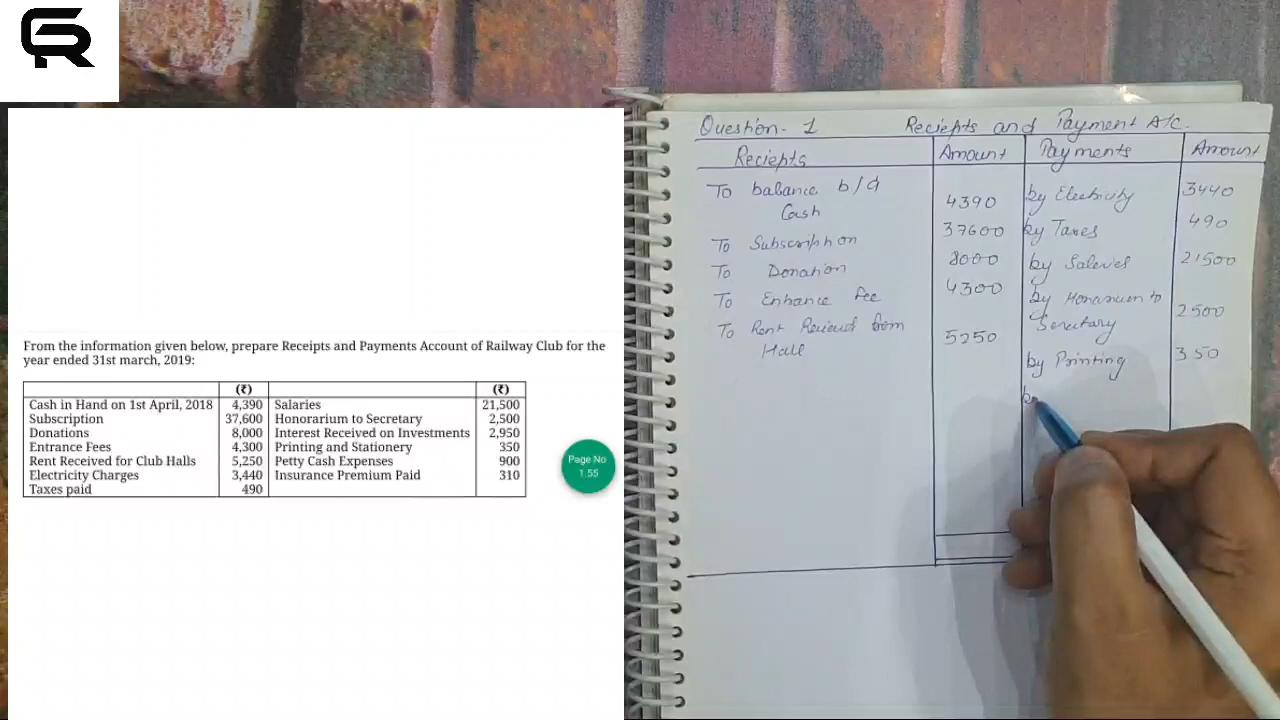 GR
From the information given below, prepare Receipts and Payments Account of Railway Club for the
year ended 31st march, 2019:
(₹) (₹)
Cash in Hand on 1st April, 2018 4,390 Salaries 21,500
Subscription 37,600 Honorarium to Secretary 2,500
Donations 8,000 Interest Received on Investments 2,950
Entrance Fees 4,300 Printing and Stationery 350
Rent Received for Club Halls 5,250 Petty Cash Expenses 900
Electricity Charges 3,440 Insurance Premium Paid 310
Taxes paid 490
Page No
1.55
Question- 1 Reciepts and Payment A/c.
Reciepts Amount Payments Amount
To balance b/d by Electricity 3440
Cash 4390
To Subscription 37600 by Taxes 490
To Donation 8000 by Saleries 21500
To Enhance fee 4300 by Honarium to
Secretary 2500
To Rent Recieved from
Hall 5250
by Printing 350
by